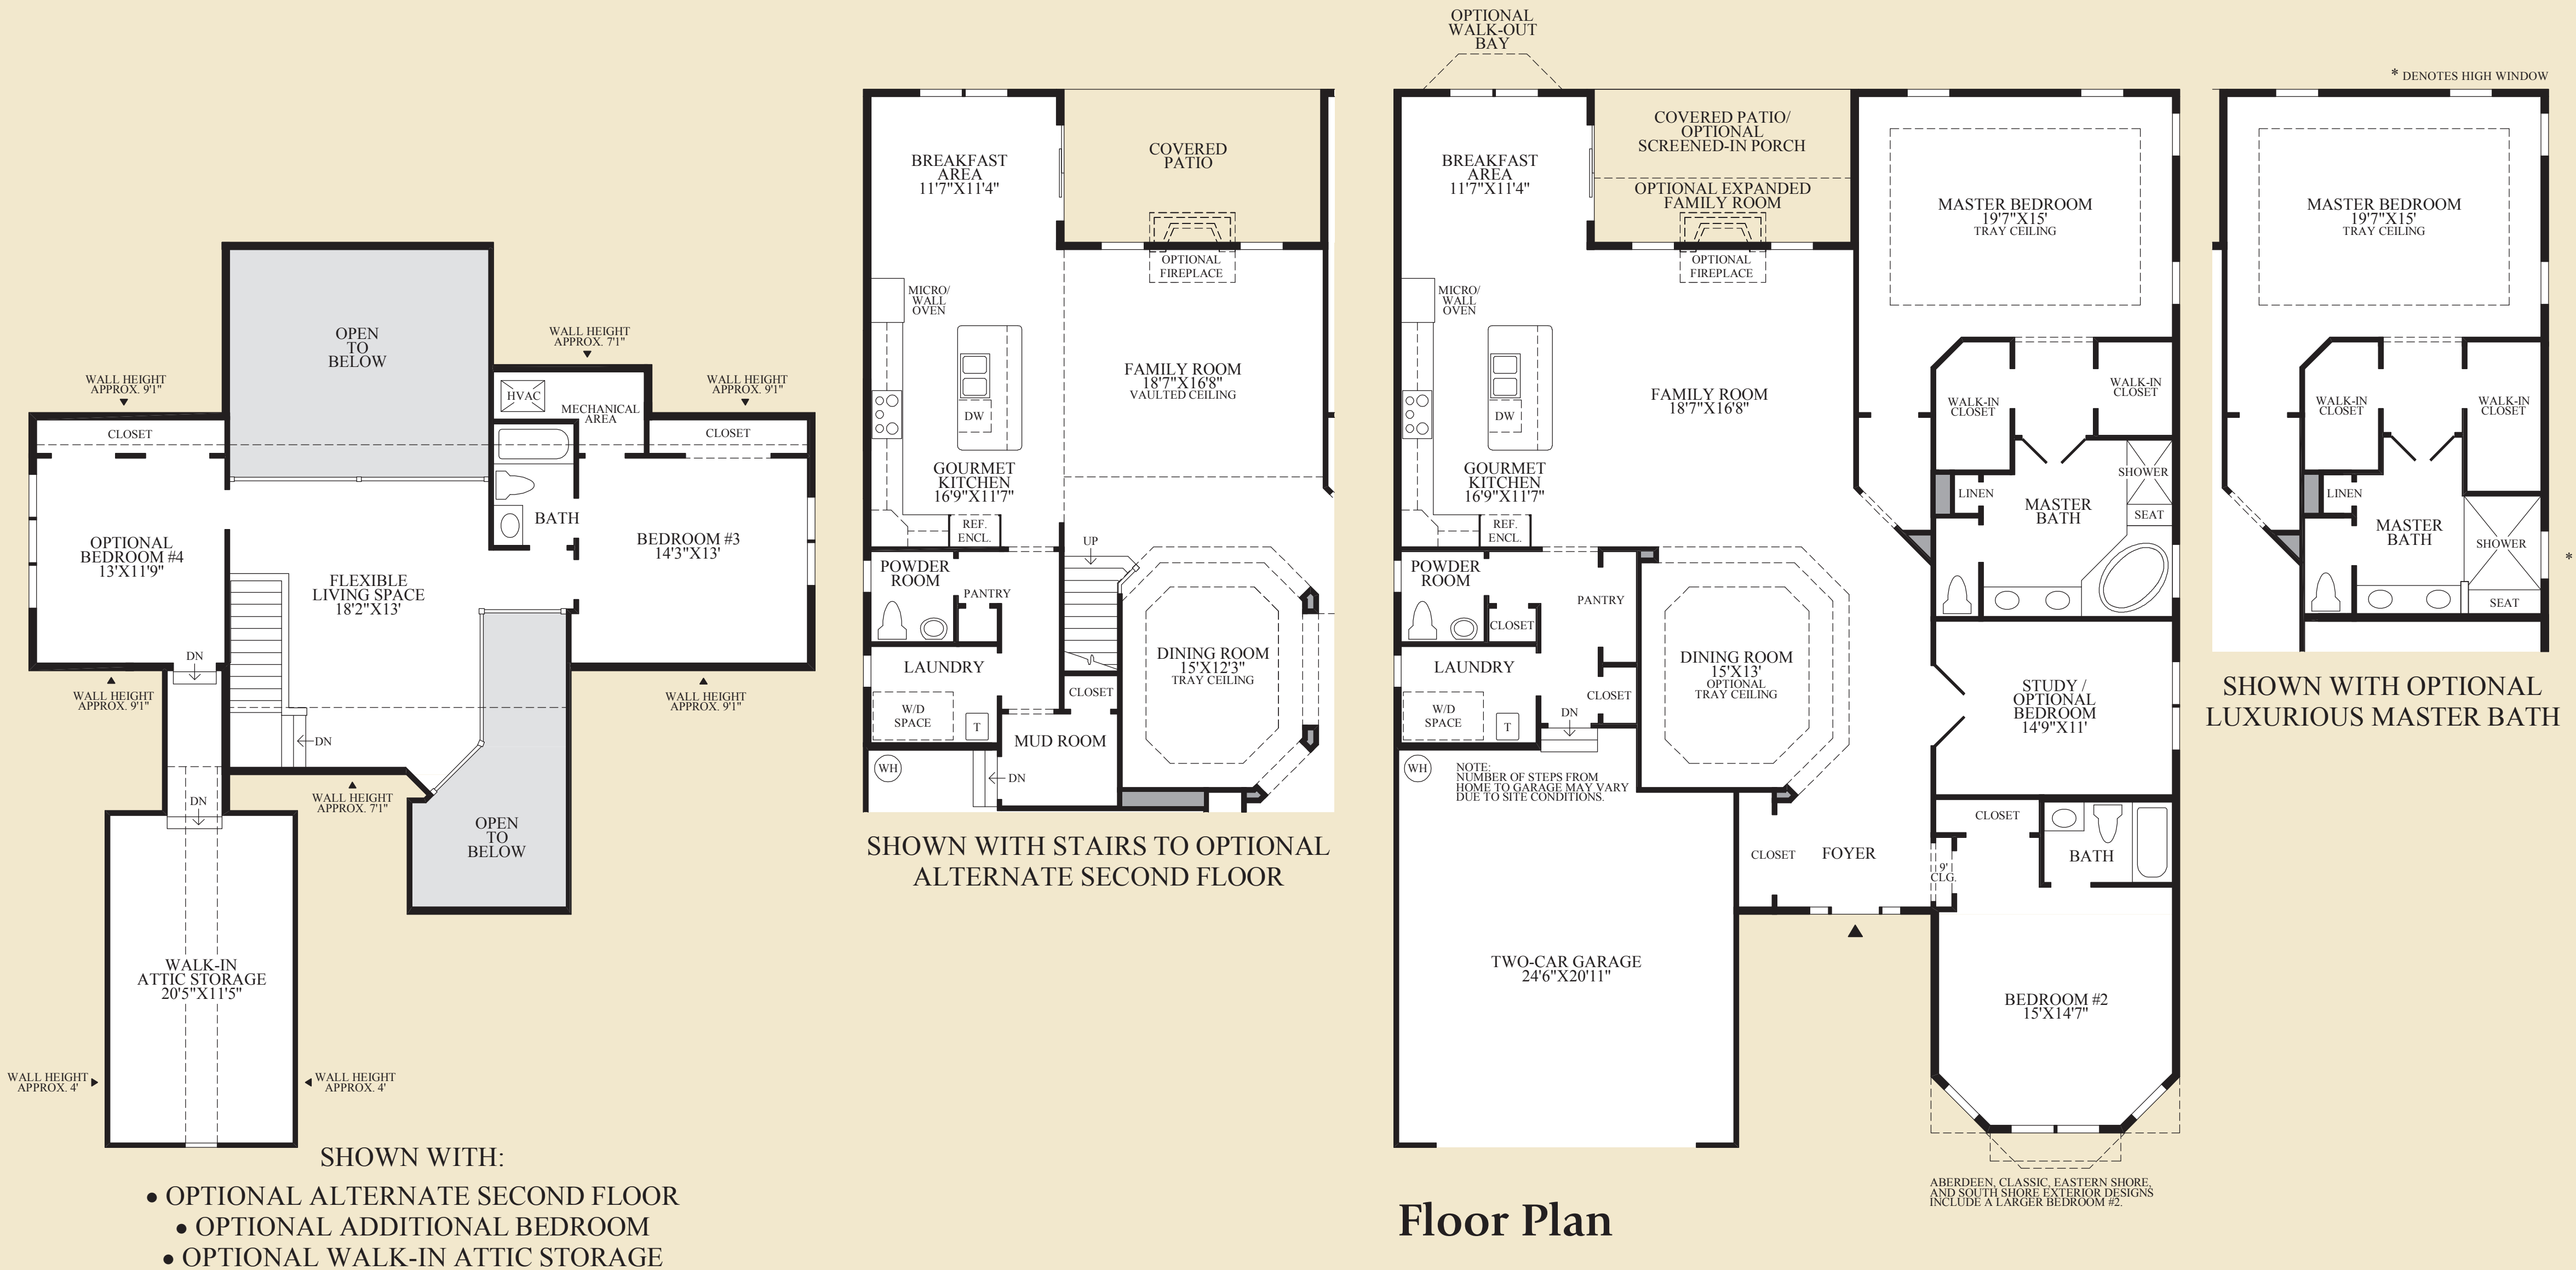 OPEN
TO
BELOW
WALL HEIGHT
APPROX. 7'1"
WALL HEIGHT
APPROX. 9'1"
WALL HEIGHT
APPROX. 9'1"
HVAC
MECHANICAL
AREA
CLOSET
CLOSET
BATH
OPTIONAL
BEDROOM #4
13'X11'9"
BEDROOM #3
14'3"X13'
FLEXIBLE
LIVING SPACE
18'2"X13'
DN
WALL HEIGHT
APPROX. 9'1"
WALL HEIGHT
APPROX. 9'1"
DN
DN
WALL HEIGHT
APPROX. 7'1"
OPEN
TO
BELOW
WALK-IN
ATTIC STORAGE
20'5"X11'5"
WALL HEIGHT
APPROX. 4'
WALL HEIGHT
APPROX. 4'
SHOWN WITH:
• OPTIONAL ALTERNATE SECOND FLOOR
• OPTIONAL ADDITIONAL BEDROOM
• OPTIONAL WALK-IN ATTIC STORAGE
BREAKFAST
AREA
11'7"X11'4"
COVERED
PATIO
OPTIONAL
FIREPLACE
MICRO/
WALL
OVEN
DW
FAMILY ROOM
18'7"X16'8"
VAULTED CEILING
GOURMET
KITCHEN
16'9"X11'7"
REF.
ENCL.
UP
POWDER
ROOM
PANTRY
LAUNDRY
DINING ROOM
15'X12'3"
TRAY CEILING
CLOSET
W/D
SPACE
T
MUD ROOM
WH
DN
SHOWN WITH STAIRS TO OPTIONAL
ALTERNATE SECOND FLOOR
OPTIONAL
WALK-OUT
BAY
BREAKFAST
AREA
11'7"X11'4"
COVERED PATIO/
OPTIONAL
SCREENED-IN PORCH
OPTIONAL EXPANDED
FAMILY ROOM
OPTIONAL
FIREPLACE
MASTER BEDROOM
19'7"X15'
TRAY CEILING
MICRO/
WALL
OVEN
DW
FAMILY ROOM
18'7"X16'8"
WALK-IN
CLOSET
WALK-IN
CLOSET
GOURMET
KITCHEN
16'9"X11'7"
REF.
ENCL.
SHOWER
LINEN
MASTER
BATH
SEAT
POWDER
ROOM
PANTRY
CLOSET
LAUNDRY
DINING ROOM
15'X13'
OPTIONAL
TRAY CEILING
CLOSET
W/D
SPACE
T
DN
STUDY /
OPTIONAL
BEDROOM
14'9"X11'
WH
NOTE:
NUMBER OF STEPS FROM
HOME TO GARAGE MAY VARY
DUE TO SITE CONDITIONS.
CLOSET
CLOSET
FOYER
BATH
9'
CLG.
TWO-CAR GARAGE
24'6"X20'11"
BEDROOM #2
15'X14'7"
ABERDEEN, CLASSIC, EASTERN SHORE,
AND SOUTH SHORE EXTERIOR DESIGNS
INCLUDE A LARGER BEDROOM #2.
Floor Plan
* DENOTES HIGH WINDOW
MASTER BEDROOM
19'7"X15'
TRAY CEILING
WALK-IN
CLOSET
WALK-IN
CLOSET
LINEN
MASTER
BATH
SHOWER
*
SEAT
SHOWN WITH OPTIONAL
LUXURIOUS MASTER BATH